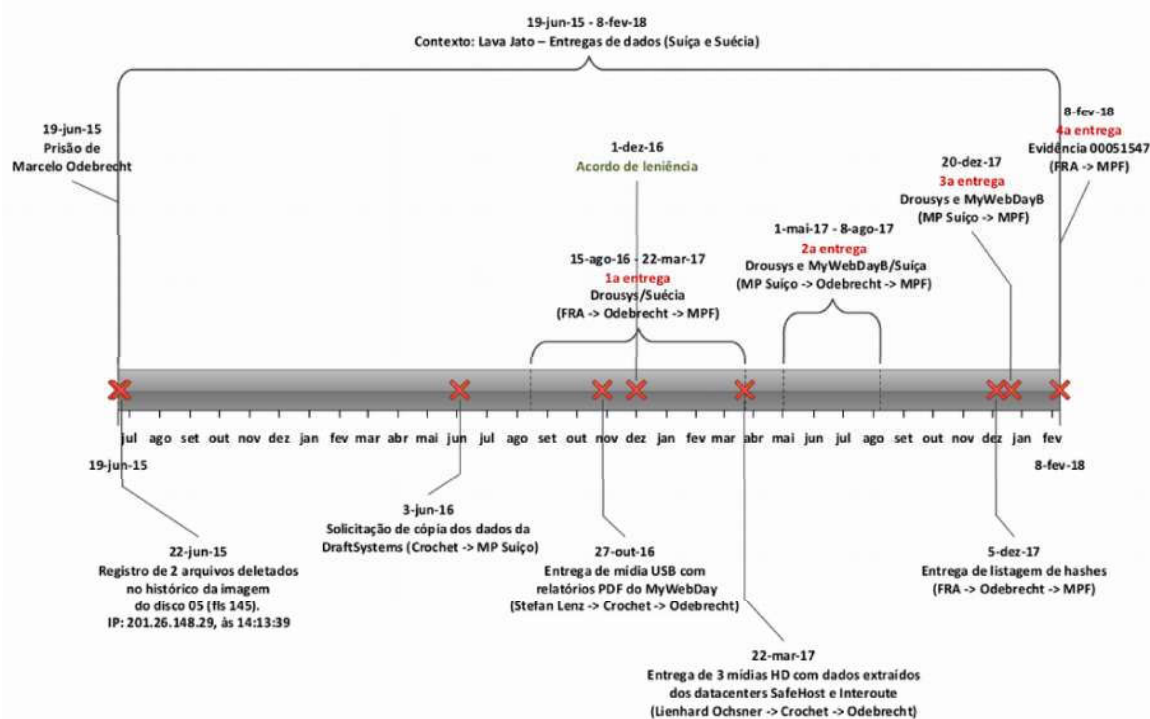 19-jun-15 - 8-fev-18
Contexto: Lava Jato – Entregas de dados (Suíça e Suécia)
19-jun-15
Prisão de
Marcelo Odebrecht
1-dez-16
Acordo de leniência
15-ago-16 - 22-mar-17
1a entrega
Drousys/Suécia
(FRA -> Odebrecht -> MPF)
1-mai-17 - 8-ago-17
2a entrega
Drousys e MyWebDayB/Suíça
(MP Suíço -> Odebrecht -> MPF)
20-dez-17
3a entrega
Drousys e MyWebDayB
(MP Suíço -> MPF)
8-fev-18
4a entrega
Evidência 00051547
(FRA -> MPF)
jul ago set out nov dez jan fev mar abr mai jun jul ago set out nov dez jan fev mar abr mai jun jul ago set out nov dez jan fev
19-jun-15
8-fev-18
22-jun-15
Registro de 2 arquivos deletados
no histórico da imagem
do disco 05 (fls 145).
IP: 201.26.148.29, às 14:13:39
3-jun-16
Solicitação de cópia dos dados da
DraftSystems (Crochet -> MP Suíço)
27-out-16
Entrega de mídia USB com
relatórios PDF do MyWebDay
(Stefan Lenz -> Crochet -> Odebrecht)
22-mar-17
Entrega de 3 mídias HD com dados extraídos
dos datacenters SafeHost e Interoute
(Lienhard Ochsner -> Crochet -> Odebrecht)
5-dez-17
Entrega de listagem de hashes
(FRA -> Odebrecht -> MPF)